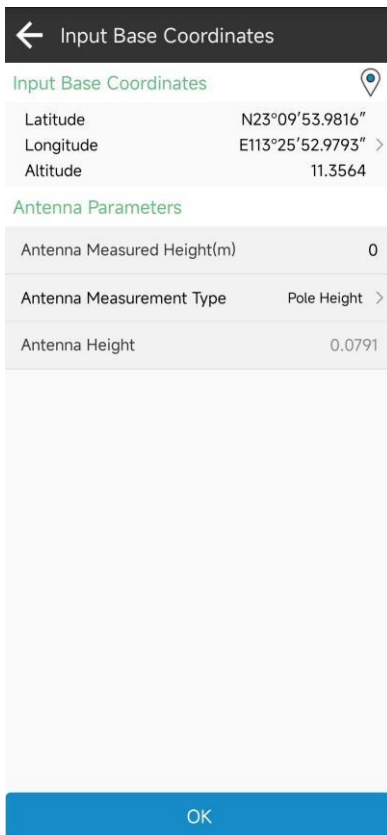 Input Base Coordinates
Input Base Coordinates
Latitude N23°09′53.9816″
Longitude E113°25′52.9793″ >
Altitude 11.3564
Antenna Parameters
Antenna Measured Height(m) 0
Antenna Measurement Type Pole Height >
Antenna Height 0.0791
OK